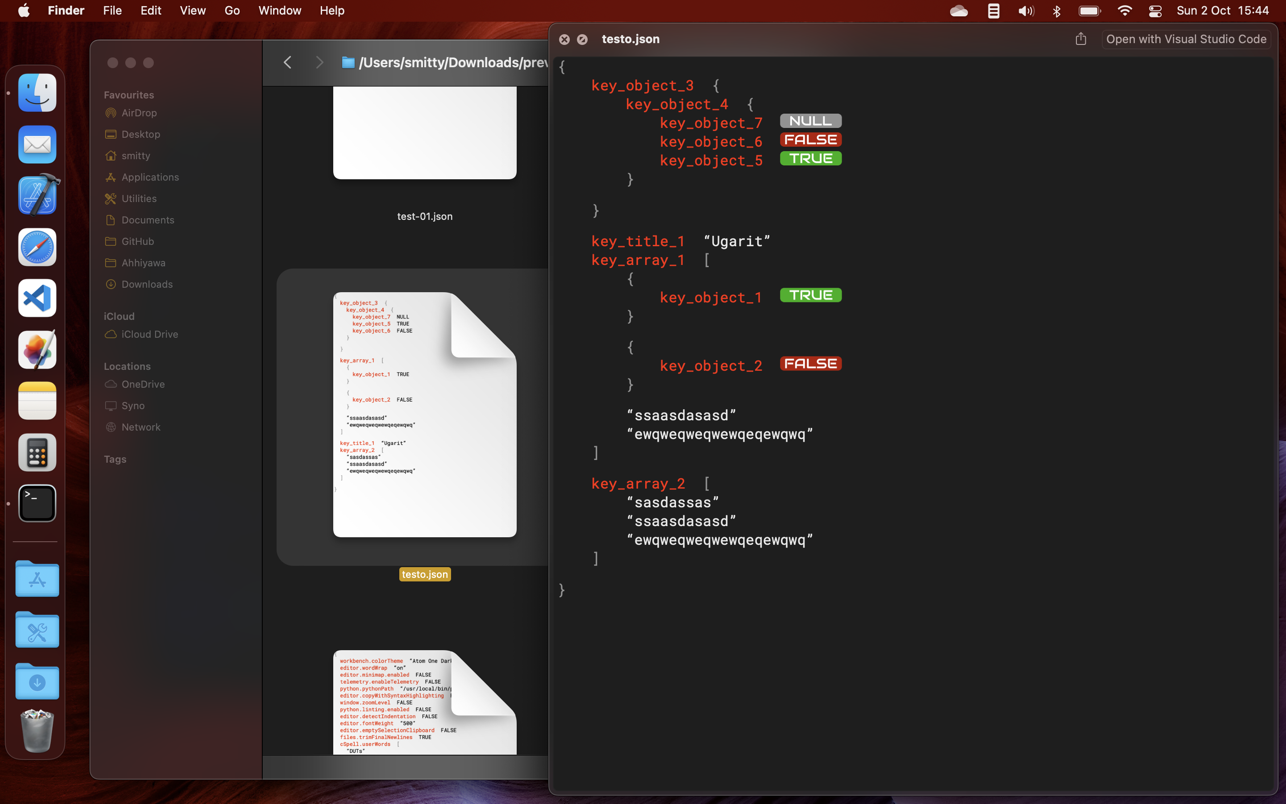 Finder File Edit View Go Window Help
Sun 2 Oct 15:44
Favourites
AirDrop
Desktop
smitty
Applications
Utilities
Documents
GitHub
Ahhiyawa
Downloads
iCloud
iCloud Drive
Locations
OneDrive
Syno
Network
Tags
/Users/smitty/Downloads/prev
test-01.json
key_object_3 {
key_object_4 {
key_object_7 NULL
key_object_5 TRUE
key_object_6 FALSE
}
}
key_array_1 [
{
key_object_1 TRUE
}
{
key_object_2 FALSE
}
“ssaasdasasd”
“ewqweqweqwewqeqewqwq”
]
key_title_1 “Ugarit”
key_array_2 [
“sasdassas”
“ssaasdasasd”
“ewqweqweqwewqeqewqwq”
]
}
testo.json
workbench.colorTheme “Atom One Dar
editor.wordWrap “on”
editor.minimap.enabled FALSE
telemetry.enableTelemetry FALSE
python.pythonPath “/usr/local/bin/
editor.copyWithSyntaxHighlighting
window.zoomLevel FALSE
python.linting.enabled FALSE
editor.detectIndentation FALSE
editor.fontWeight “500”
editor.emptySelectionClipboard FALSE
files.trimFinalNewlines TRUE
cSpell.userWords [
“DUTs”
testo.json
Open with Visual Studio Code
{
key_object_3 {
key_object_4 {
key_object_7 NULL
key_object_6 FALSE
key_object_5 TRUE
}
}
key_title_1 “Ugarit”
key_array_1 [
{
key_object_1 TRUE
}
{
key_object_2 FALSE
}
“ssaasdasasd”
“ewqweqweqwewqeqewqwq”
]
key_array_2 [
“sasdassas”
“ssaasdasasd”
“ewqweqweqwewqeqewqwq”
]
}